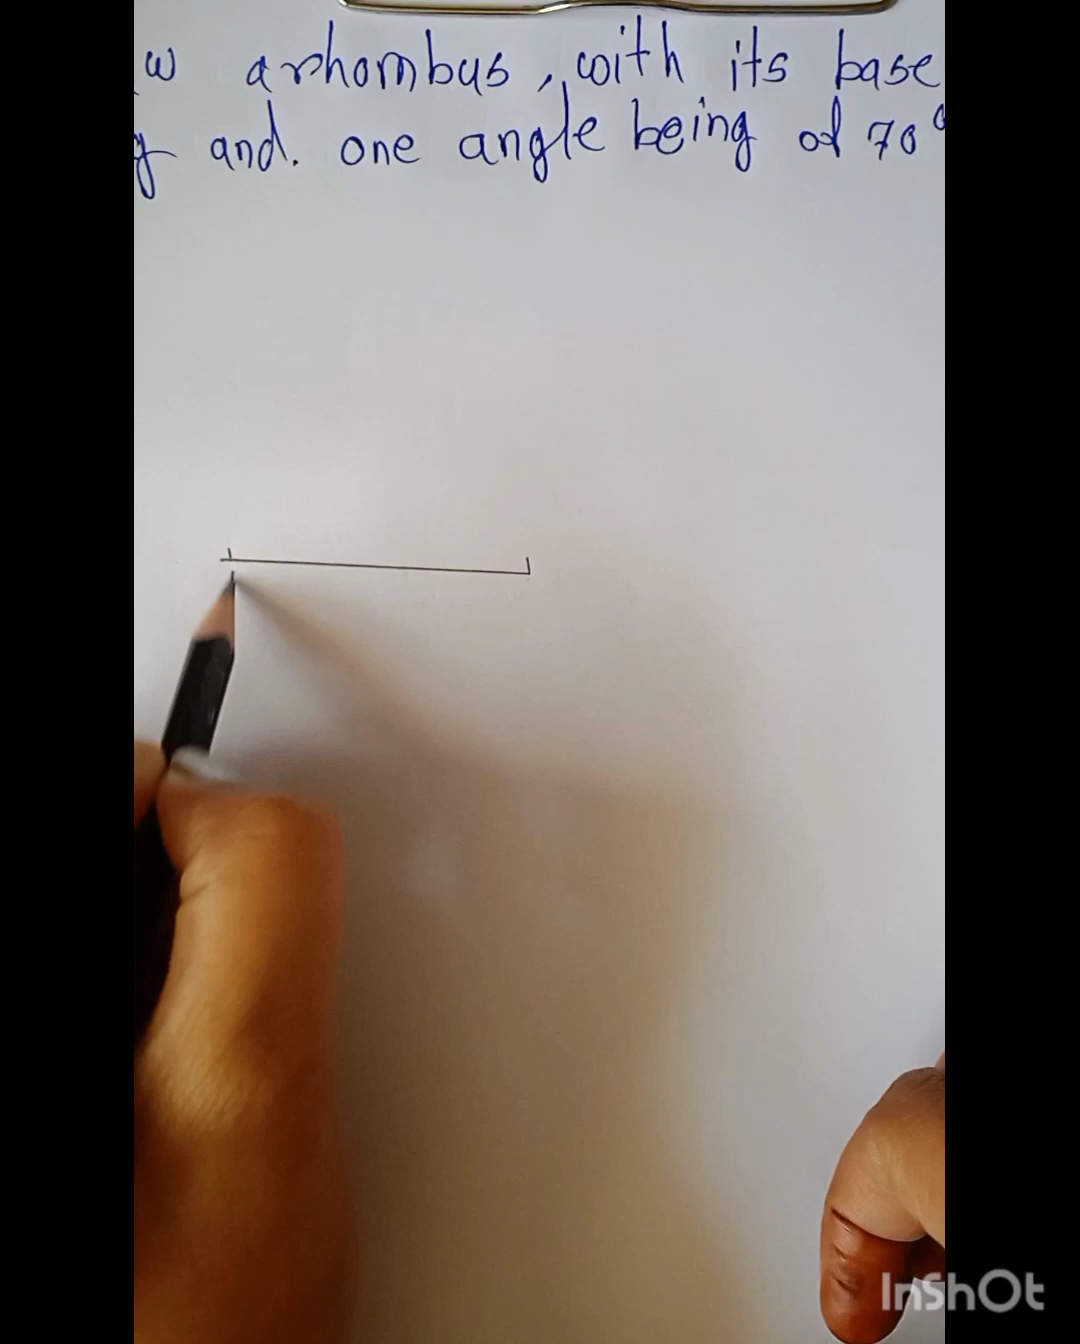 w a rhombus, with its base
g and. one angle being of 70°
InShOt